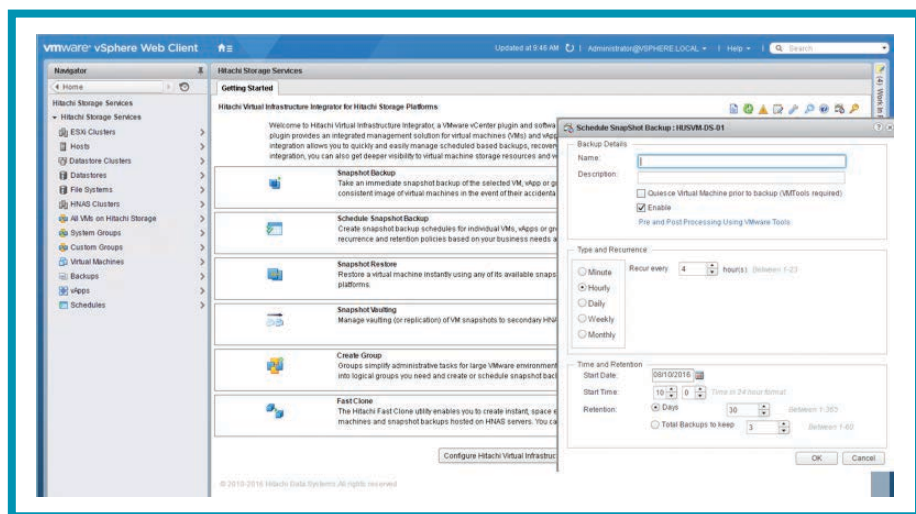 vmware® vSphere Web Client
Updated at 9:46 AM | Administrator@VSPHERE.LOCAL | Help | Search
Navigator
Home
Hitachi Storage Services
Hitachi Storage Services
ESXi Clusters
Hosts
Datastore Clusters
Datastores
File Systems
HNAS Clusters
All VMs on Hitachi Storage
System Groups
Custom Groups
Virtual Machines
Backups
vApps
Schedules
Hitachi Storage Services
Getting Started
Hitachi Virtual Infrastructure Integrator for Hitachi Storage Platforms
Welcome to Hitachi Virtual Infrastructure Integrator, a VMware vCenter plugin and softwa
plugin provides an integrated management solution for virtual machines (VMs) and vApp
integration allows you to quickly and easily manage scheduled based backups, recover
integration, you can also get deeper visibility to virtual machine storage resources and w
Snapshot Backup
Take an immediate snapshot backup of the selected VM, vApp or gr
consistent image of virtual machines in the event of their accidenta
Schedule Snapshot Backup
Create snapshot backup schedules for individual VMs, vApps or gr
recurrence and retention policies based on your business needs a
Snapshot Restore
Restore a virtual machine instantly using any of its available snaps
platforms.
Snapshot Vaulting
Manage vaulting (or replication) of VM snapshots to secondary HNA
Create Group
Groups simplify administrative tasks for large VMware environment
into logical groups you need and create or schedule snapshot back
Fast Clone
The Hitachi Fast Clone utility enables you to create instant, space e
machines and snapshot backups hosted on HNAS servers. You ca
Configure Hitachi Virtual Infrastruc
© 2010-2016 Hitachi Data Systems. All rights reserved
(4) Work In
Schedule SnapShot Backup : HUSVM-DS-01
Backup Details
Name:
Description:
Quiesce Virtual Machine prior to backup (VMTools required)
Enable
Pre and Post Processing Using VMware Tools
Type and Recurrence
Minute
Hourly
Daily
Weekly
Monthly
Recur every 4 hour(s) Between 1-23
Time and Retention
Start Date: 08/10/2016
Start Time: 10 0 Time in 24 hour format
Retention: Days 30 Between 1-365
Total Backups to keep 3 Between 1-60
OK Cancel